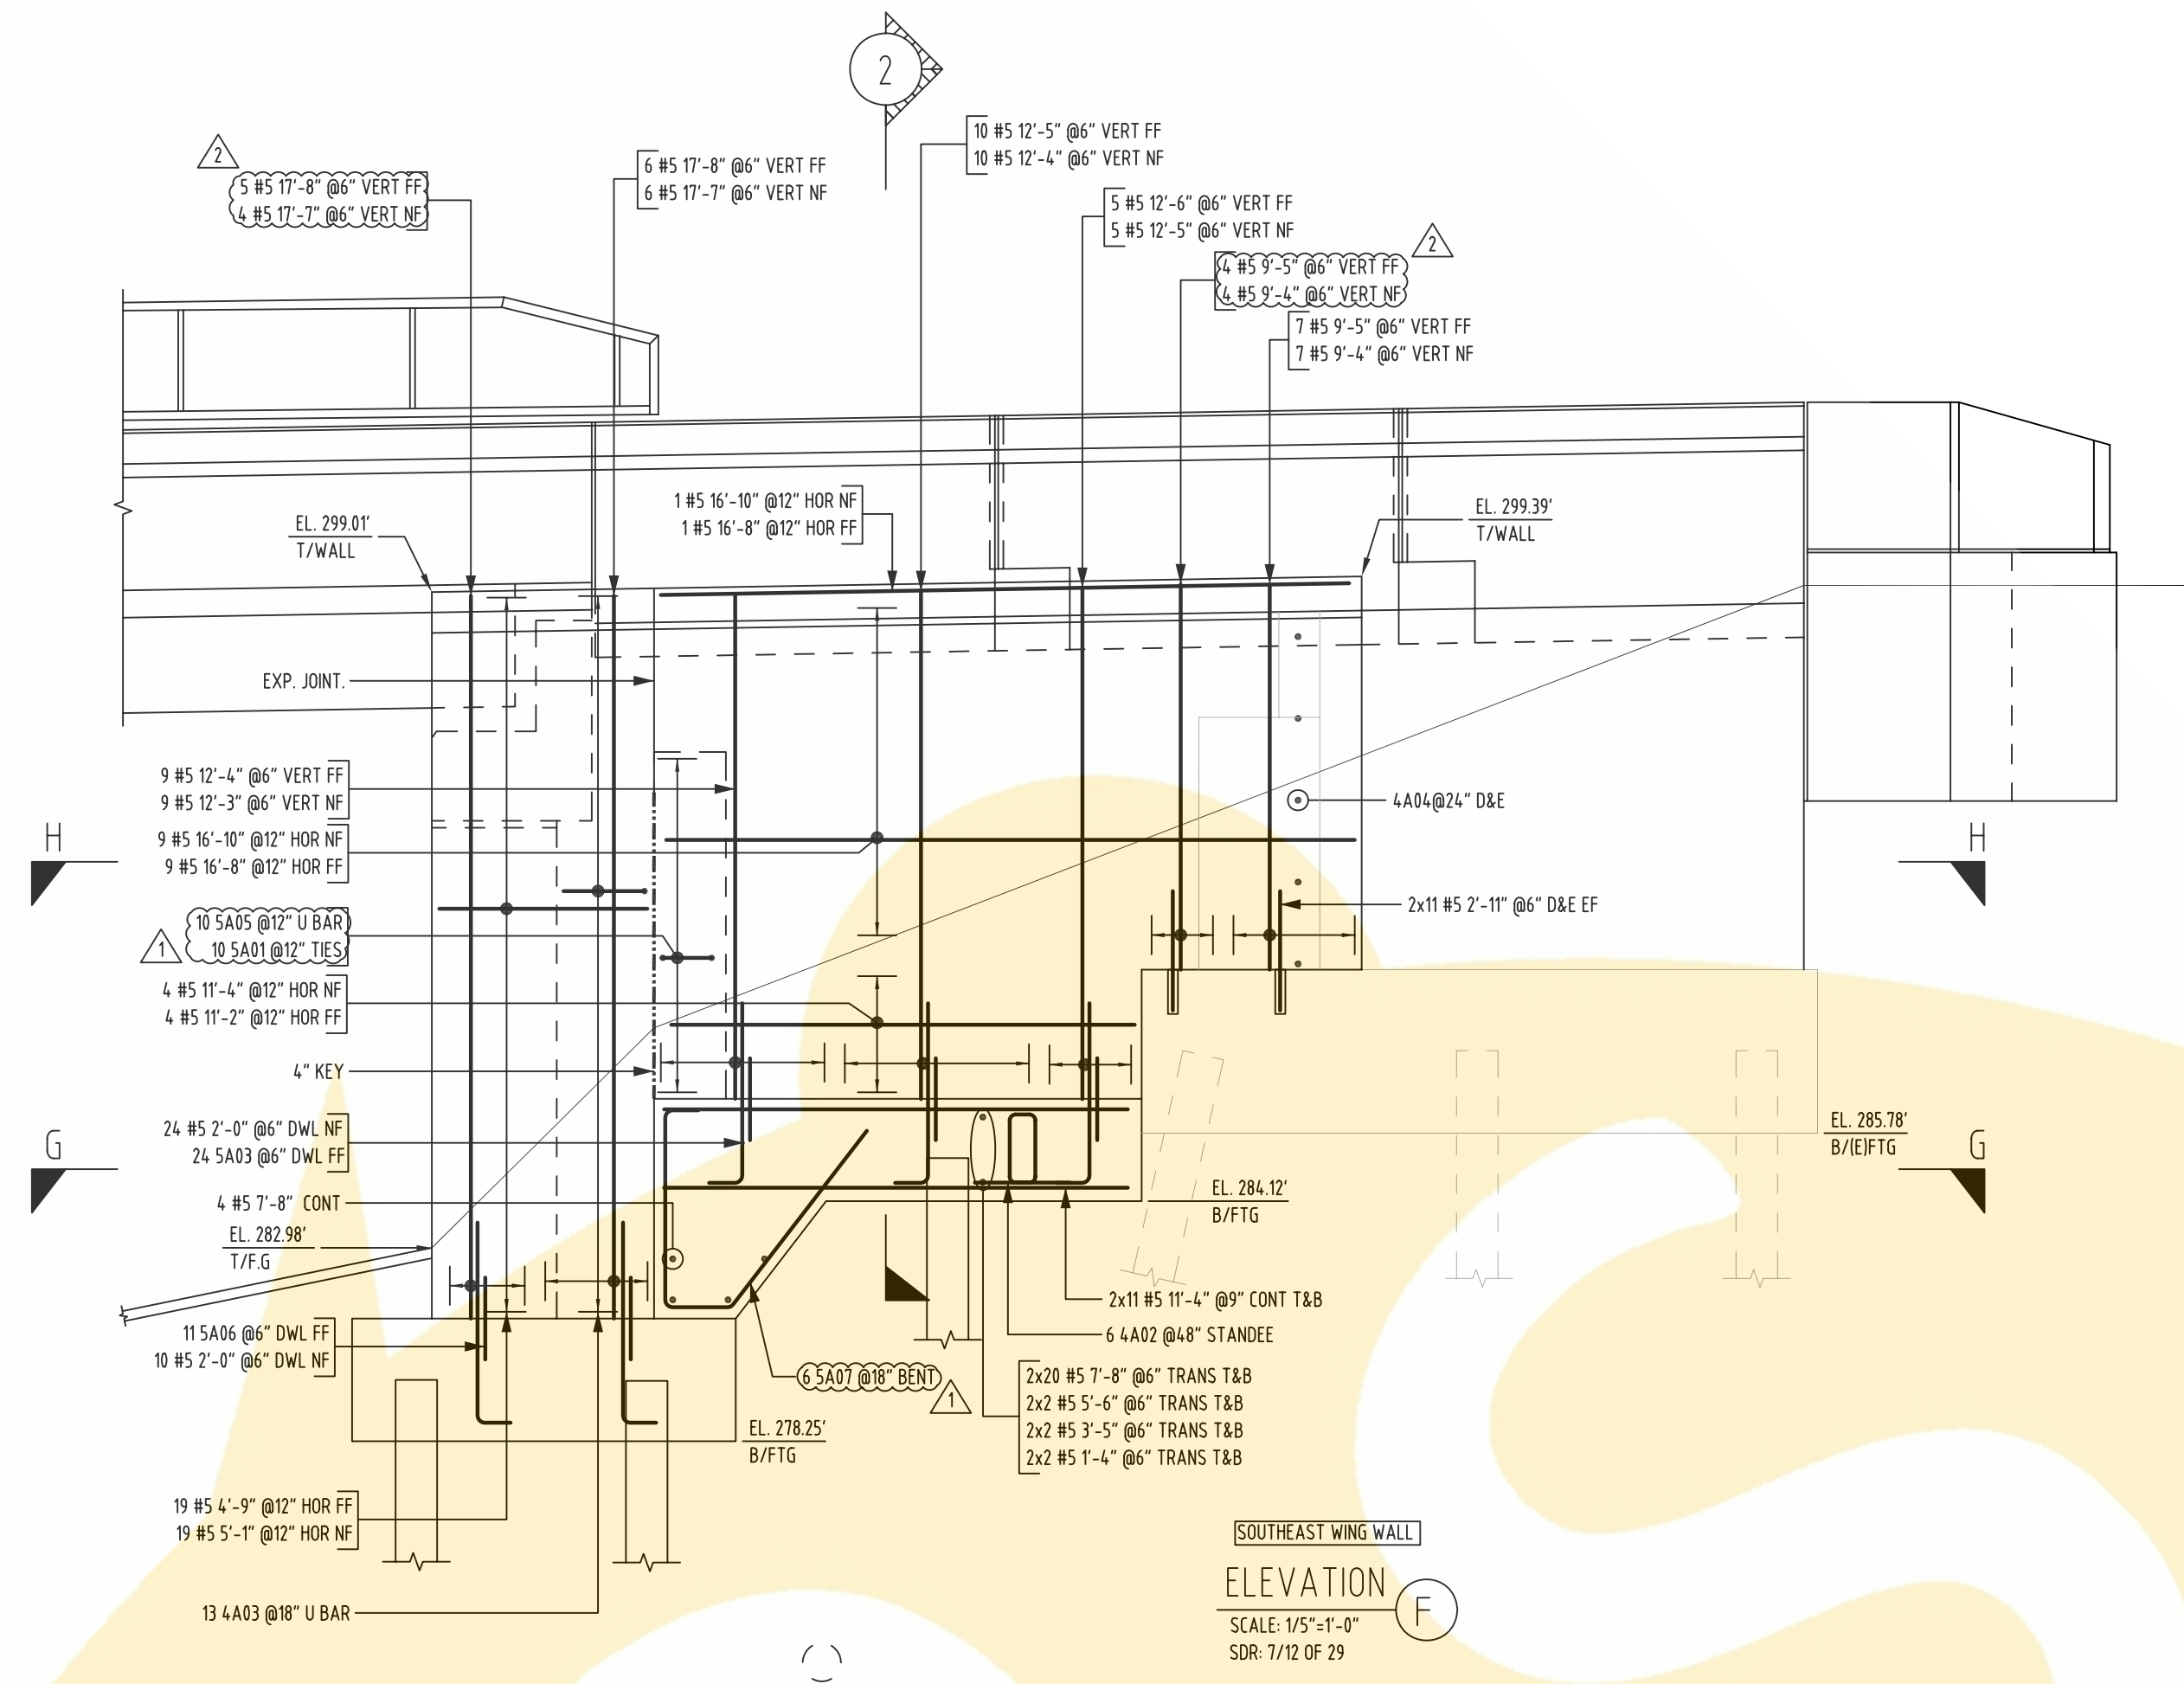 2
10 #5 12'-5" @6" VERT FF
10 #5 12'-4" @6" VERT NF
2
5 #5 17'-8" @6" VERT FF
4 #5 17'-7" @6" VERT NF
6 #5 17'-8" @6" VERT FF
6 #5 17'-7" @6" VERT NF
5 #5 12'-6" @6" VERT FF
5 #5 12'-5" @6" VERT NF
2
4 #5 9'-5" @6" VERT FF
4 #5 9'-4" @6" VERT NF
7 #5 9'-5" @6" VERT FF
7 #5 9'-4" @6" VERT NF
1 #5 16'-10" @12" HOR NF
1 #5 16'-8" @12" HOR FF
EL. 299.01'
T/WALL
EL. 299.39'
T/WALL
EXP. JOINT.
9 #5 12'-4" @6" VERT FF
9 #5 12'-3" @6" VERT NF
4A04@24" D&E
H
9 #5 16'-10" @12" HOR NF
9 #5 16'-8" @12" HOR FF
H
2x11 #5 2'-11" @6" D&E EF
1
10 5A05 @12" U BAR
10 5A01 @12" TIES
4 #5 11'-4" @12" HOR NF
4 #5 11'-2" @12" HOR FF
4" KEY
G
24 #5 2'-0" @6" DWL NF
24 5A03 @6" DWL FF
EL. 285.78'
B/(E)FTG
G
4 #5 7'-8" CONT
EL. 284.12'
B/FTG
EL. 282.98'
T/F.G
2x11 #5 11'-4" @9" CONT T&B
6 4A02 @48" STANDEE
11 5A06 @6" DWL FF
10 #5 2'-0" @6" DWL NF
6 5A07 @18" BENT
1
2x20 #5 7'-8" @6" TRANS T&B
2x2 #5 5'-6" @6" TRANS T&B
2x2 #5 3'-5" @6" TRANS T&B
2x2 #5 1'-4" @6" TRANS T&B
EL. 278.25'
B/FTG
19 #5 4'-9" @12" HOR FF
19 #5 5'-1" @12" HOR NF
13 4A03 @18" U BAR
SOUTHEAST WING WALL
ELEVATION
F
SCALE: 1/5"=1'-0"
SDR: 7/12 OF 29